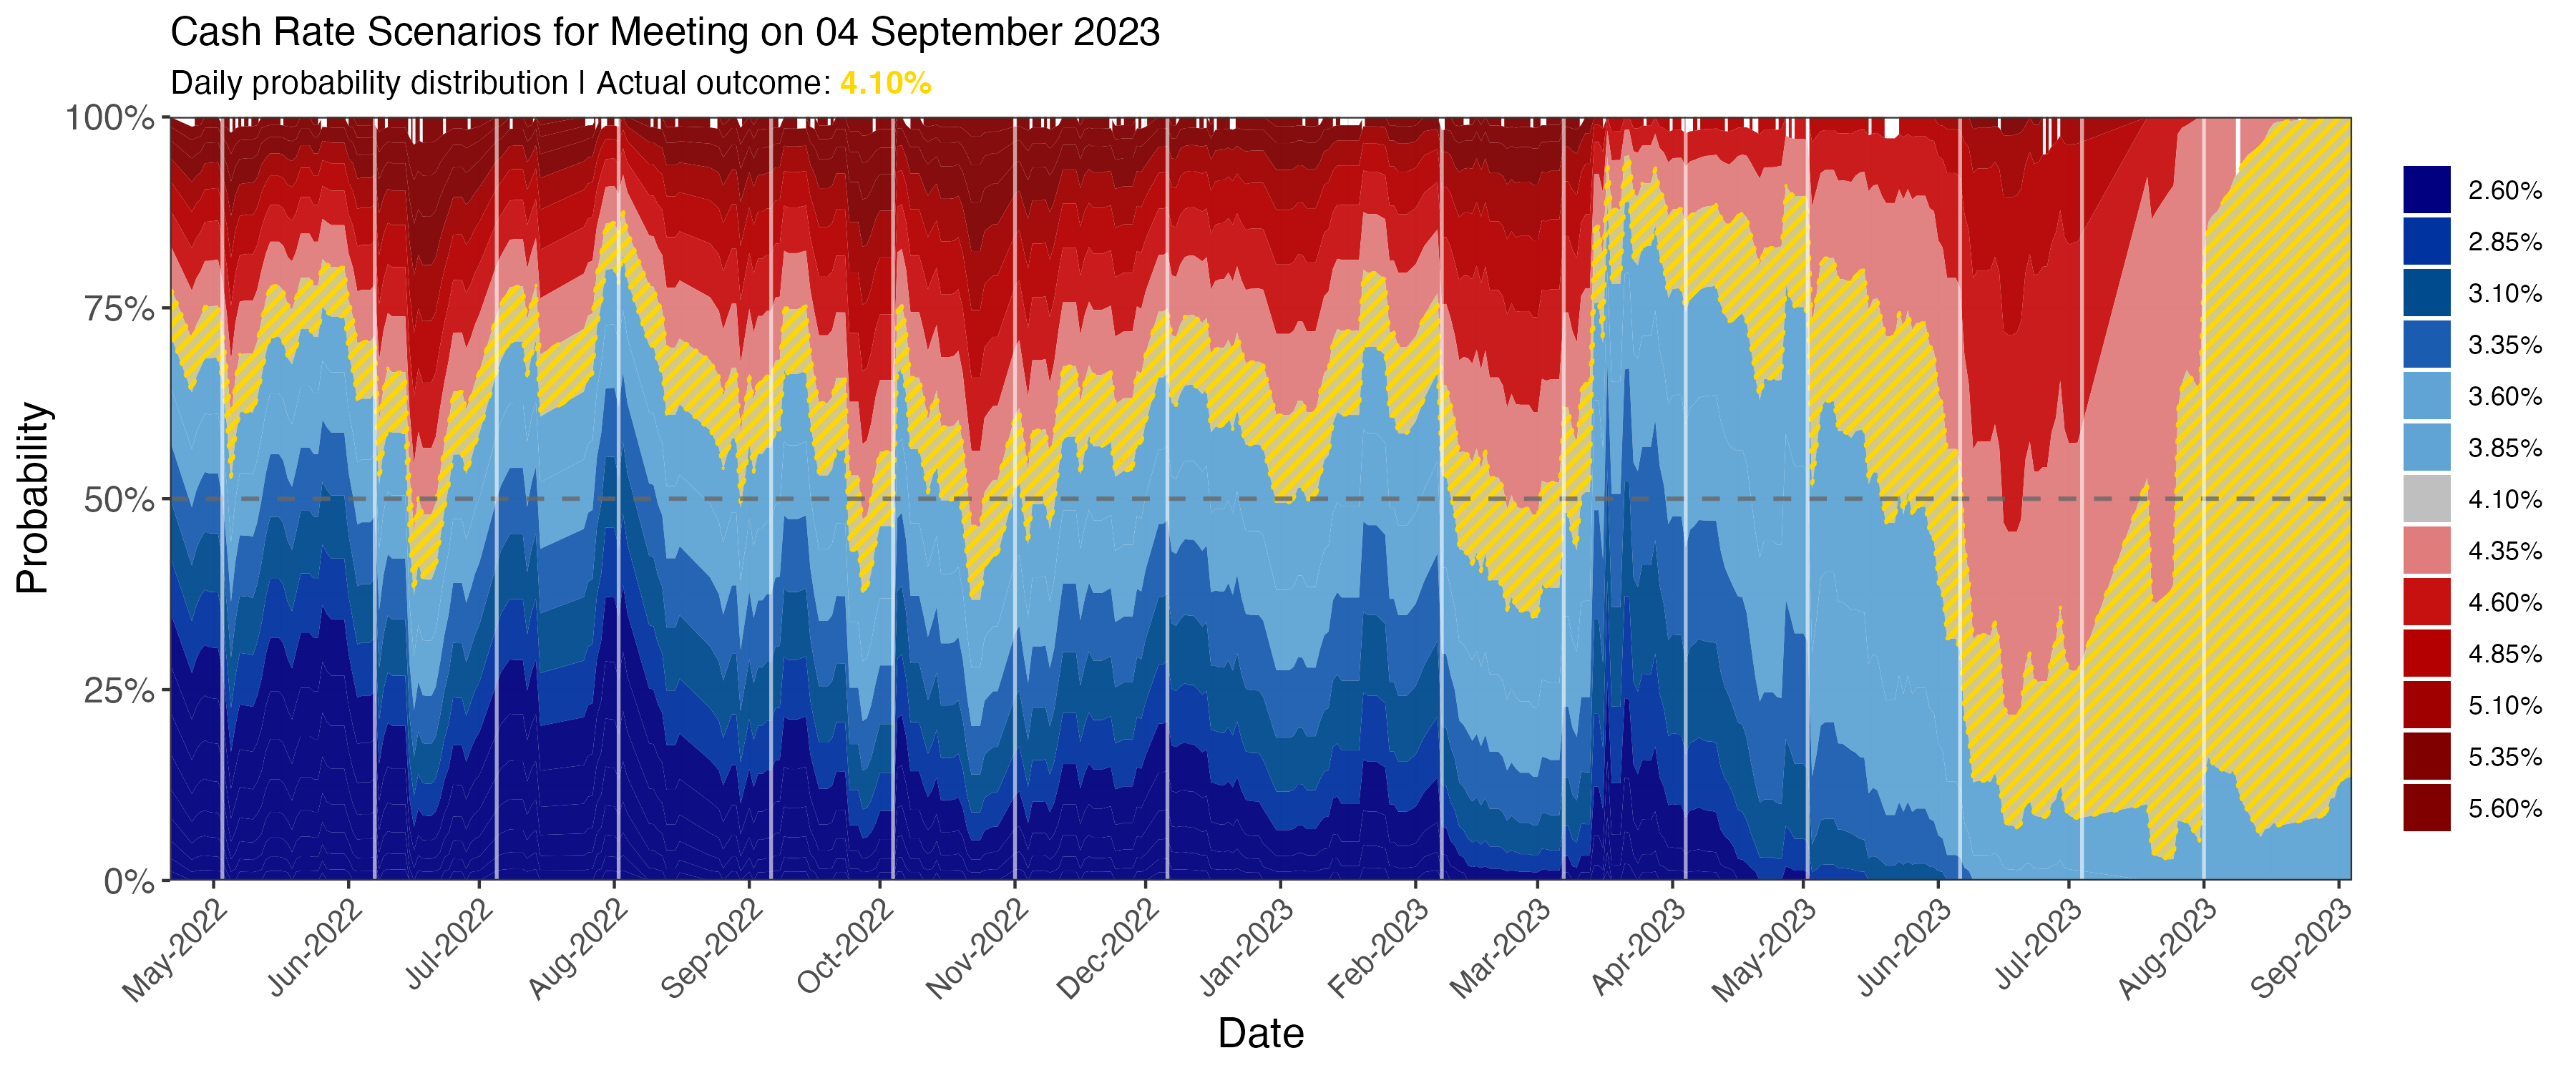 Cash Rate Scenarios for Meeting on 04 September 2023
Daily probability distribution | Actual outcome: 4.10%
100%
75%
50%
25%
0%
Probability
May-2022
Jun-2022
Jul-2022
Aug-2022
Sep-2022
Oct-2022
Nov-2022
Dec-2022
Jan-2023
Feb-2023
Mar-2023
Apr-2023
May-2023
Jun-2023
Jul-2023
Aug-2023
Sep-2023
Date
2.60%
2.85%
3.10%
3.35%
3.60%
3.85%
4.10%
4.35%
4.60%
4.85%
5.10%
5.35%
5.60%